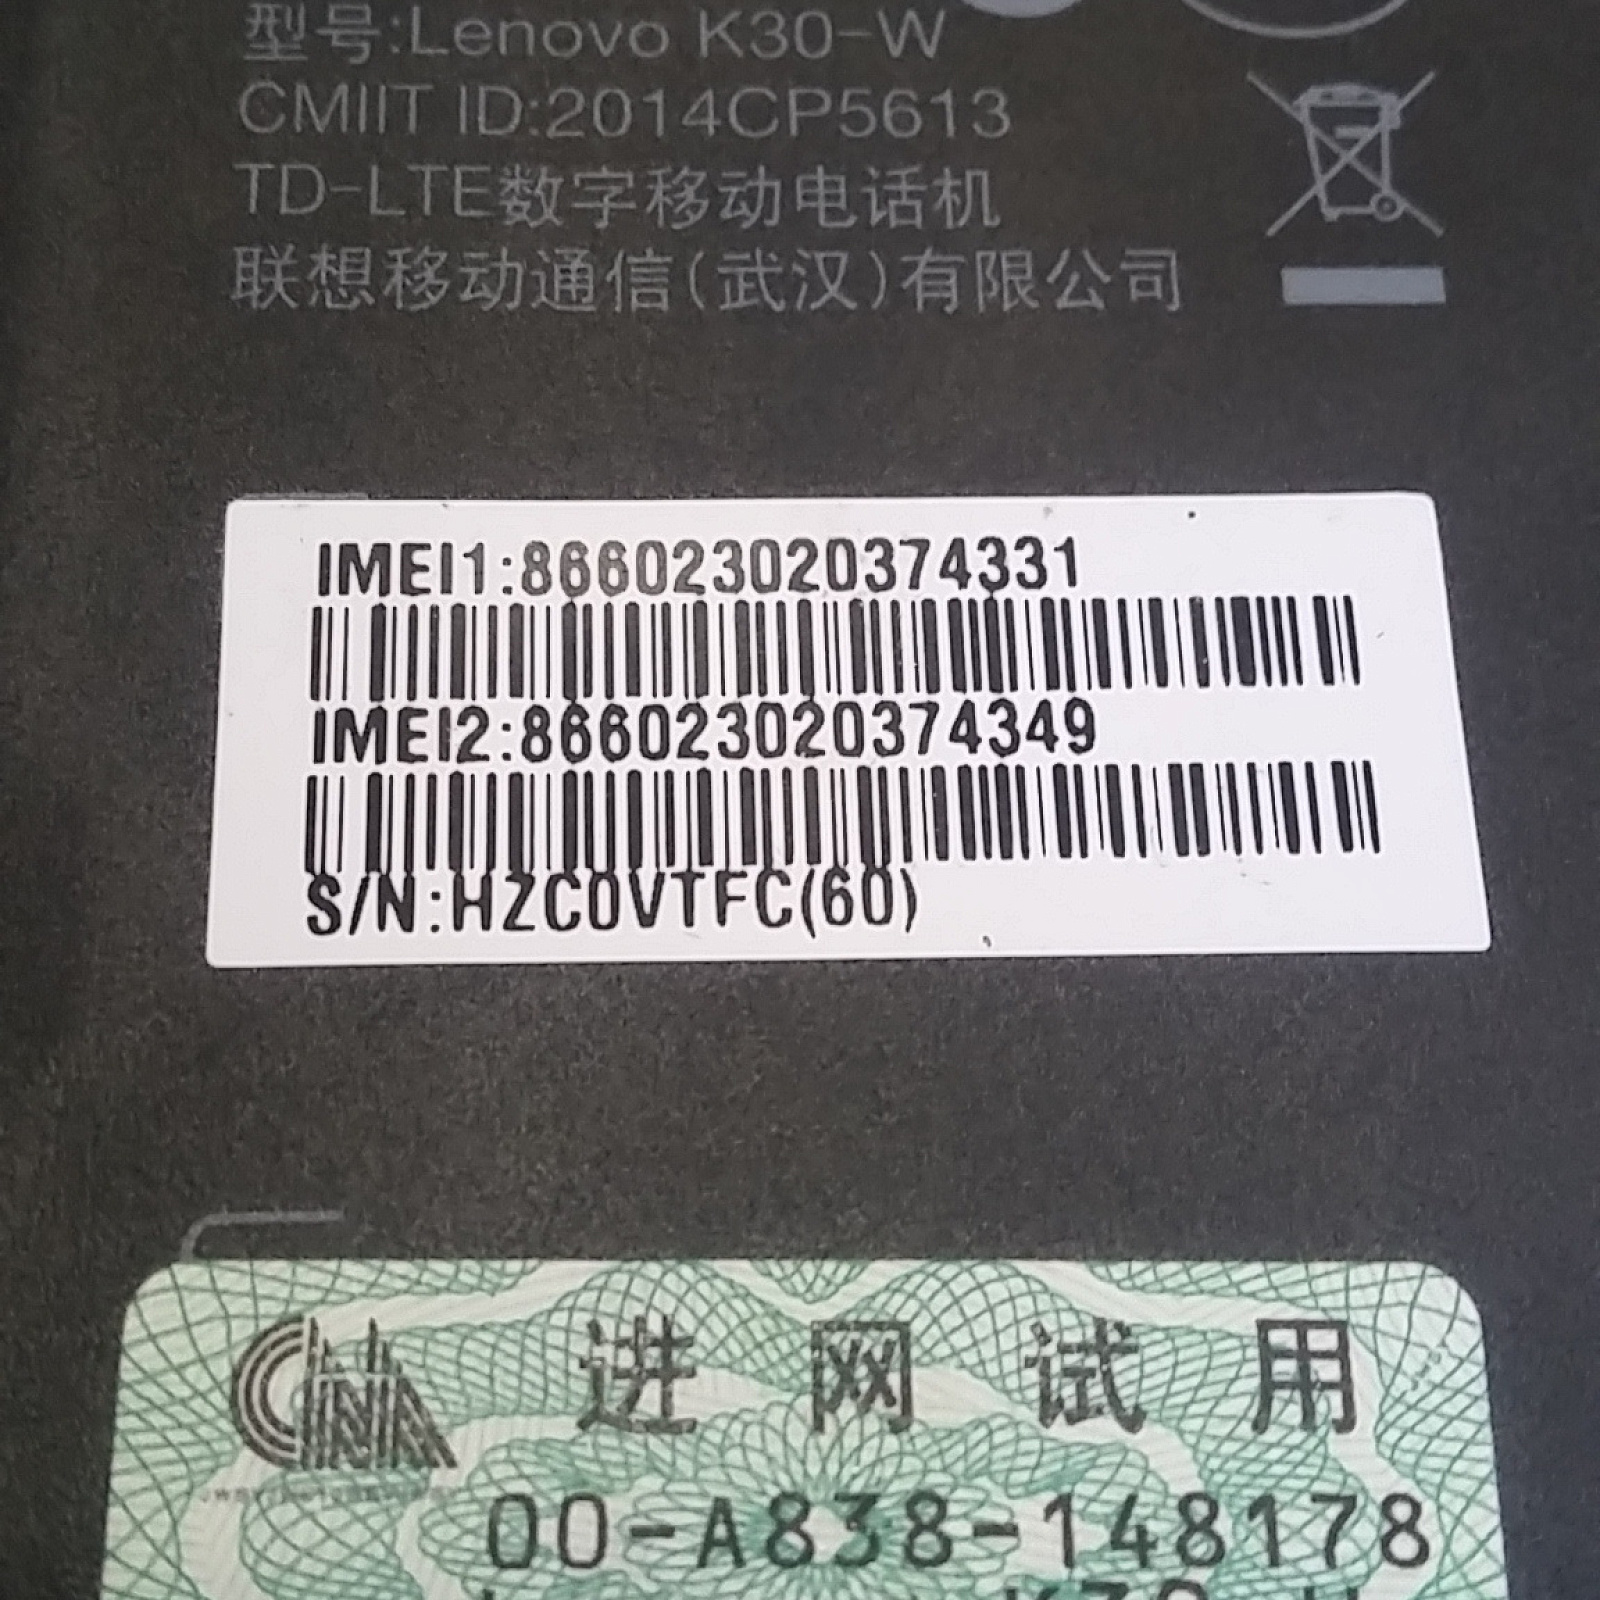 型号:Lenovo K30-W
CMIIT ID:2014CP5613
TD-LTE数字移动电话机
联想移动通信(武汉)有限公司
IMEI1:866023020374331
IMEI2:866023020374349
S/N:HZC0VTFC(60)
CNA 进网试用
00-A838-148178